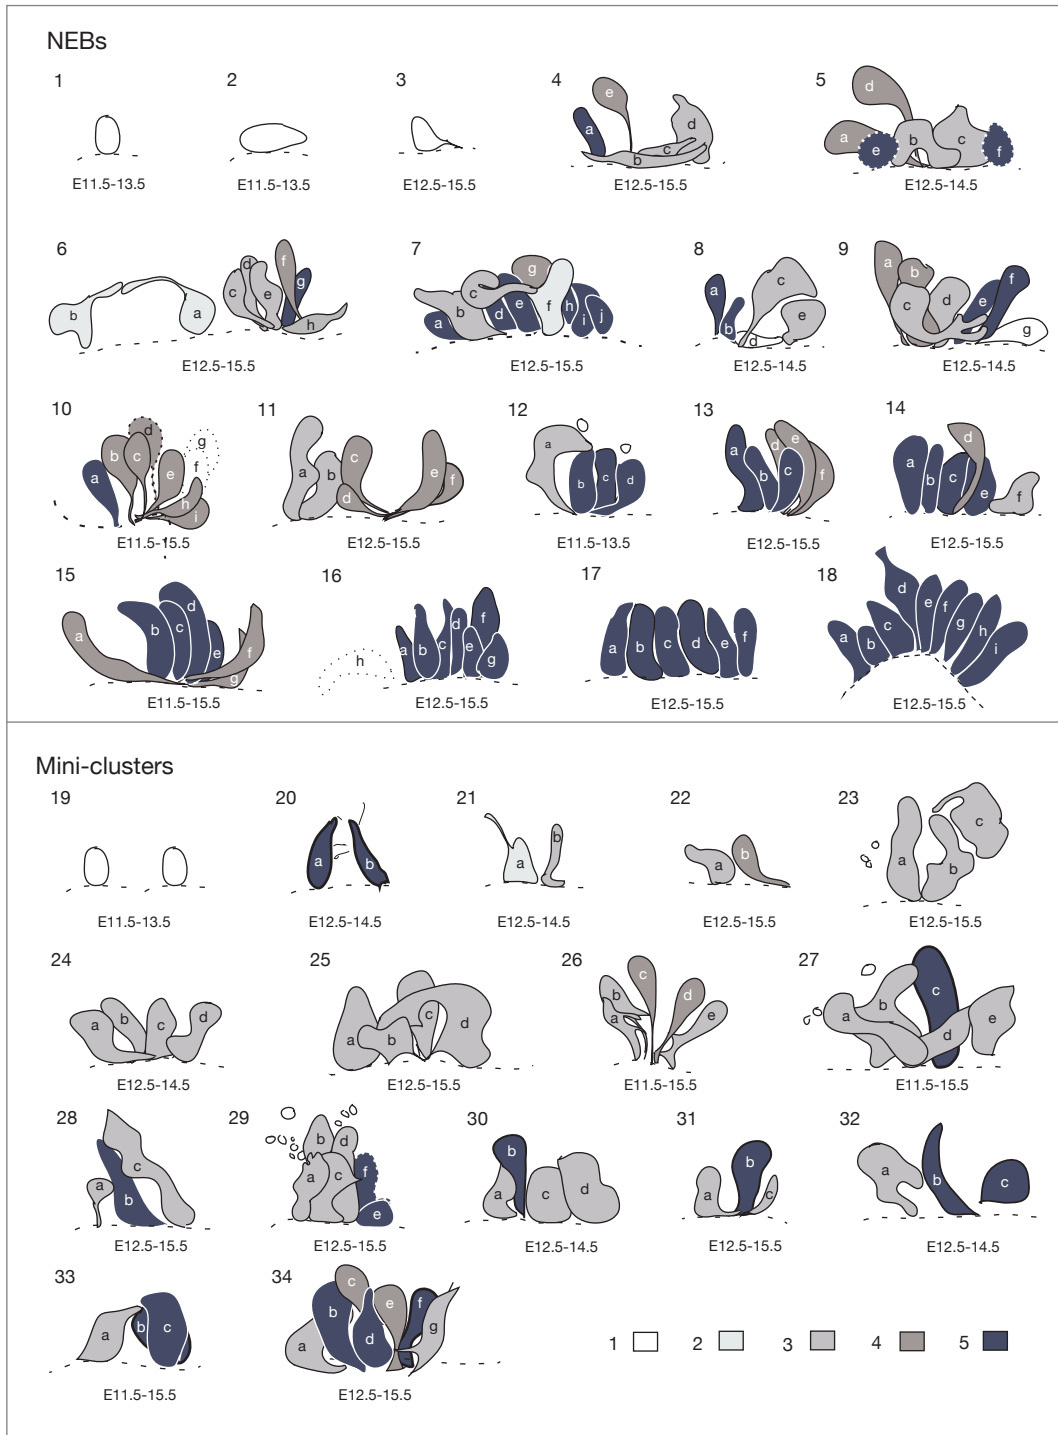 NEBs
1 2 3 4 5
a e d c b
d a e b c f
E11.5-13.5 E11.5-13.5 E12.5-15.5 E12.5-15.5 E12.5-14.5
6 7 8 9
b a c d e f g h
a b c d e g f h i j
a b c d e
a b c d e f g
E12.5-15.5 E12.5-15.5 E12.5-14.5 E12.5-14.5
10 11 12 13 14
a b c d e f g h i
a b c d e f
a b c d
a b c d e f
a b c d e f
E11.5-15.5 E12.5-15.5 E11.5-13.5 E12.5-15.5 E12.5-15.5
15 16 17 18
a b c d e f g
h a b c d e f g
a b c d e f
a b c d e f g h i
E11.5-15.5 E12.5-15.5 E12.5-15.5 E12.5-15.5
Mini-clusters
19 20 21 22 23
a b
a b
a b
a b c
E11.5-13.5 E12.5-14.5 E12.5-14.5 E12.5-15.5 E12.5-15.5
24 25 26 27
a b c d
a b c d
a b c d e
a b c d e
E12.5-14.5 E12.5-15.5 E11.5-15.5 E11.5-15.5
28 29 30 31 32
a b c
a b c d f e
a b c d
a b c
a b c
E12.5-15.5 E12.5-15.5 E12.5-14.5 E12.5-15.5 E12.5-14.5
33 34
a b c
a b c d e f g
1 2 3 4 5
E11.5-15.5 E12.5-15.5